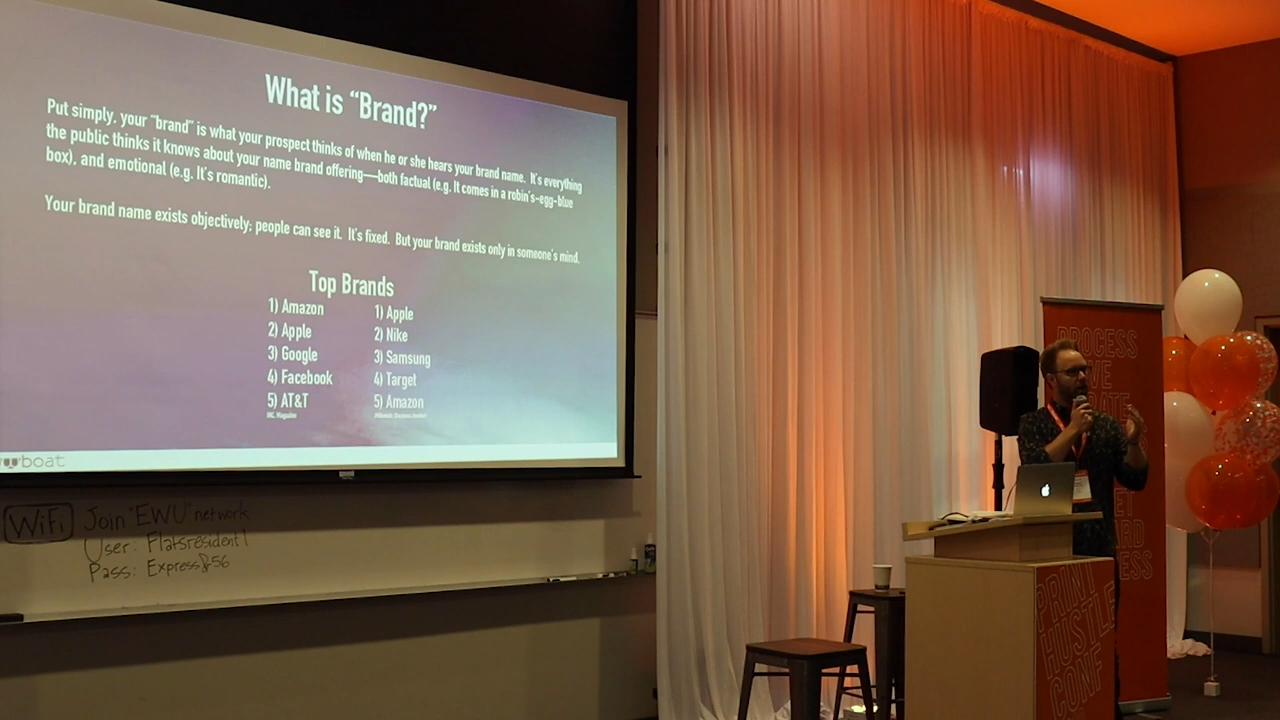 What is “Brand?”
Put simply, your “brand” is what your prospect thinks of when he or she hears your brand name. It's everything
the public thinks it knows about your name brand offering—both factual (e.g. It comes in a robin's-egg-blue
box), and emotional (e.g. It's romantic).
Your brand name exists objectively; people can see it. It's fixed. But your brand exists only in someone's mind.
Top Brands
1) Amazon
2) Apple
3) Google
4) Facebook
5) AT&T
INC. Magazine
1) Apple
2) Nike
3) Samsung
4) Target
5) Amazon
boat
WiFi Join "EWU" network
User: Flatsresident1
Pass: Express&56
PROCESS
PRINT
HUSTLE
CONF